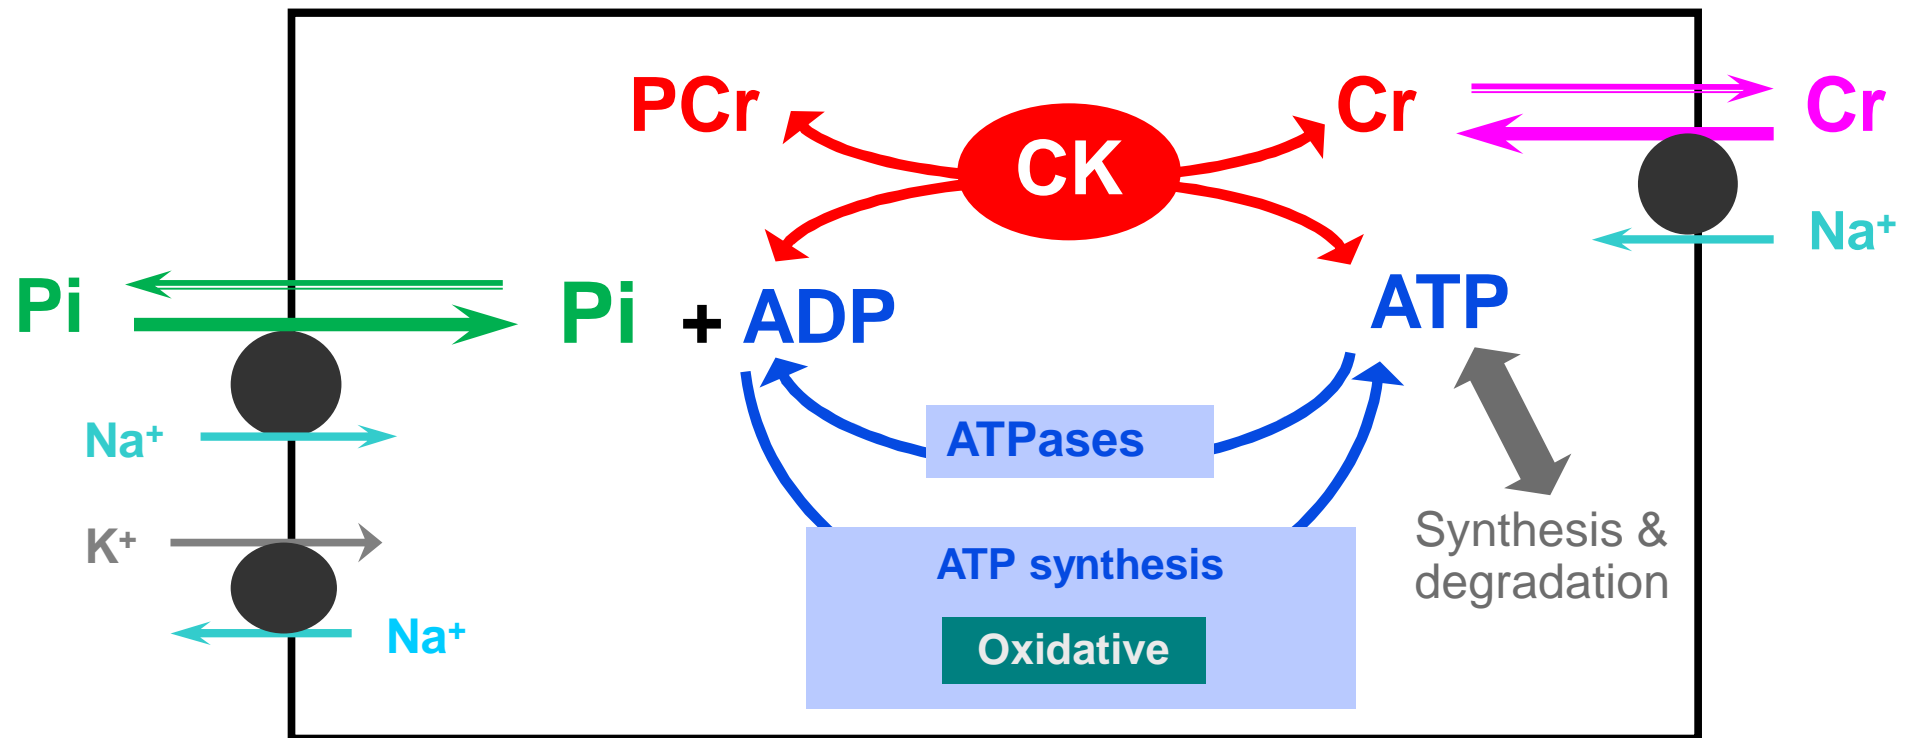 PCr
CK
Cr
Cr
Na⁺
Pi
Pi + ADP
ATP
Na⁺
ATPases
K⁺
Na⁺
ATP synthesis
Oxidative
Synthesis &
degradation